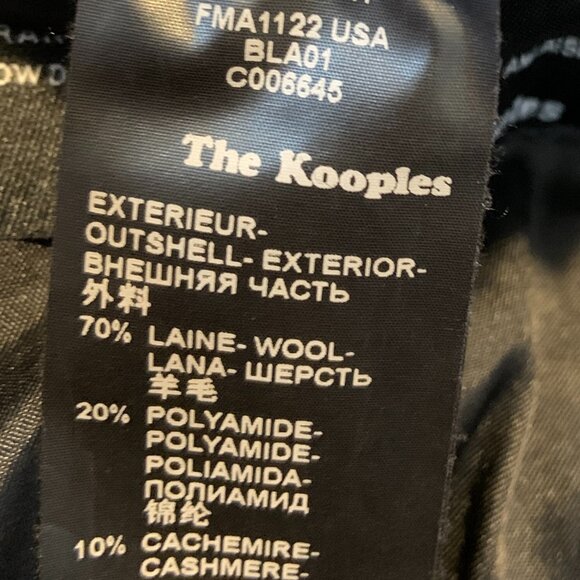 FMA1122 USA
BLA01
C006645
The Kooples
EXTERIEUR-
OUTSHELL- EXTERIOR-
ВНЕШНЯЯ ЧАСТЬ
外料
70% LAINE- WOOL-
LANA- ШЕРСТЬ
羊毛
20% POLYAMIDE-
POLYAMIDE-
POLIAMIDA-
ПОЛИАМИД
锦纶
10% CACHEMIRE-
CASHMERE-